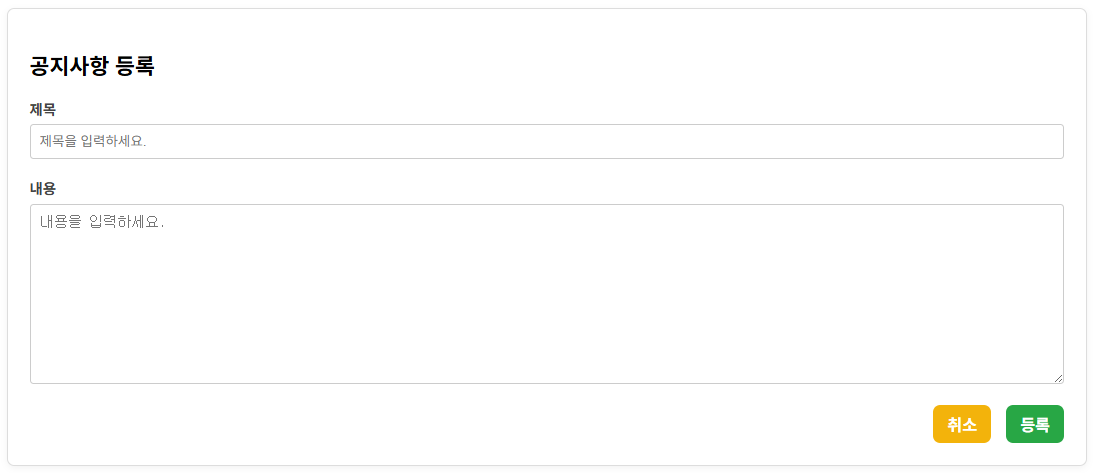 공지사항 등록
제목
제목을 입력하세요.
내용
내용을 입력하세요.
취소 등록